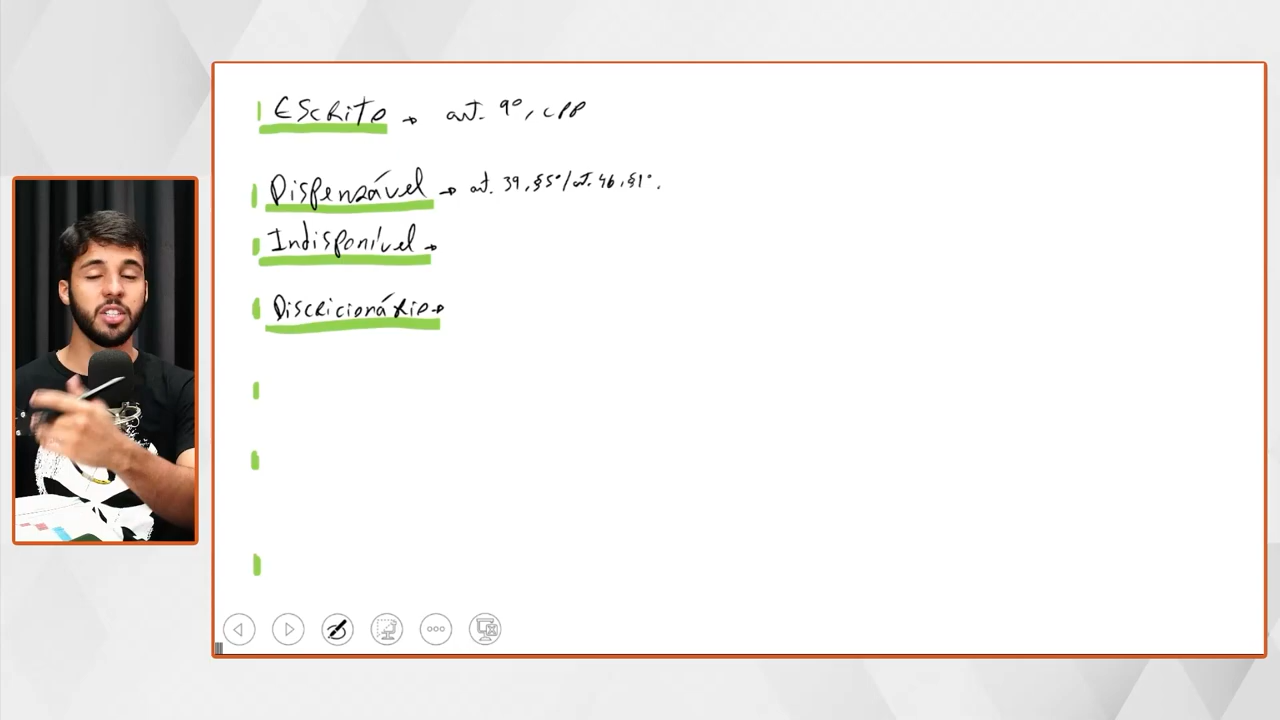 Escrito → art. 9º, CPP
Dispensável → art. 39, §5º/art. 46, §1º.
Indisponível →
Discricionário →